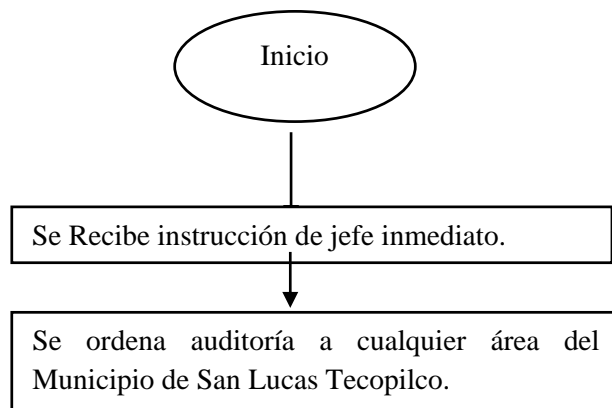 Inicio
Se Recibe instrucción de jefe inmediato.
Se ordena auditoría a cualquier área del
Municipio de San Lucas Tecopilco.